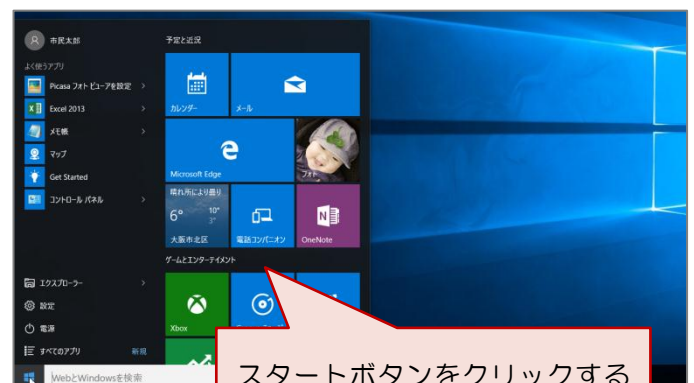 市民太郎
よく使うアプリ
Picasa フォト ビューアを設定
Excel 2013
メモ帳
マップ
Get Started
コントロール パネル
エクスプローラー
設定
電源
すべてのアプリ
新規
WebとWindowsを検索
予定と近況
カレンダー
メール
Microsoft Edge
フォト
晴れ所により曇り
6°
10°
3°
大阪市北区
電話コンパニオン
OneNote
ゲームとエンターテイメント
Xbox
スタートボタンをクリックする